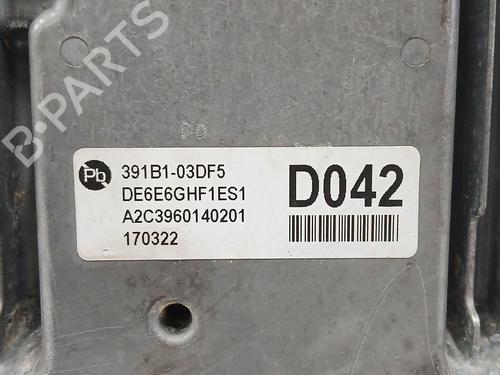 B-PARTS
Pb
391B1-03DF5
DE6E6GHF1ES1
A2C3960140201
170322
D042